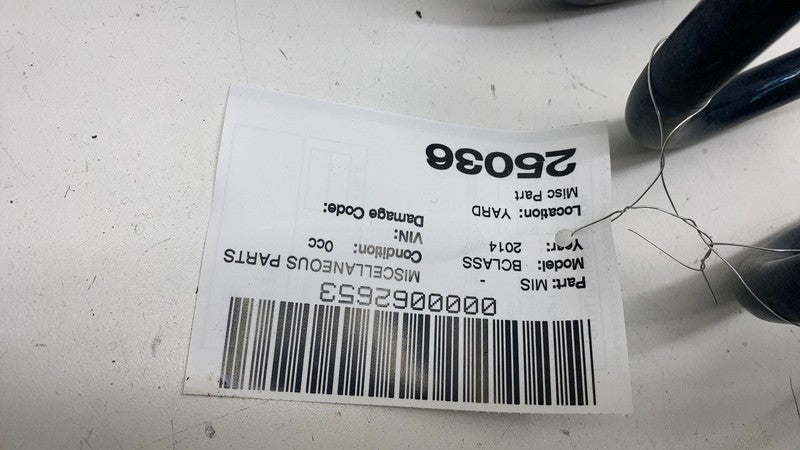 0000062653
Part: MIS - MISCELLANEOUS PARTS
Model: BCLASS
Year: 2014 Condition: 0cc
VIN:
Location: YARD Damage Code:
Misc Part
25036